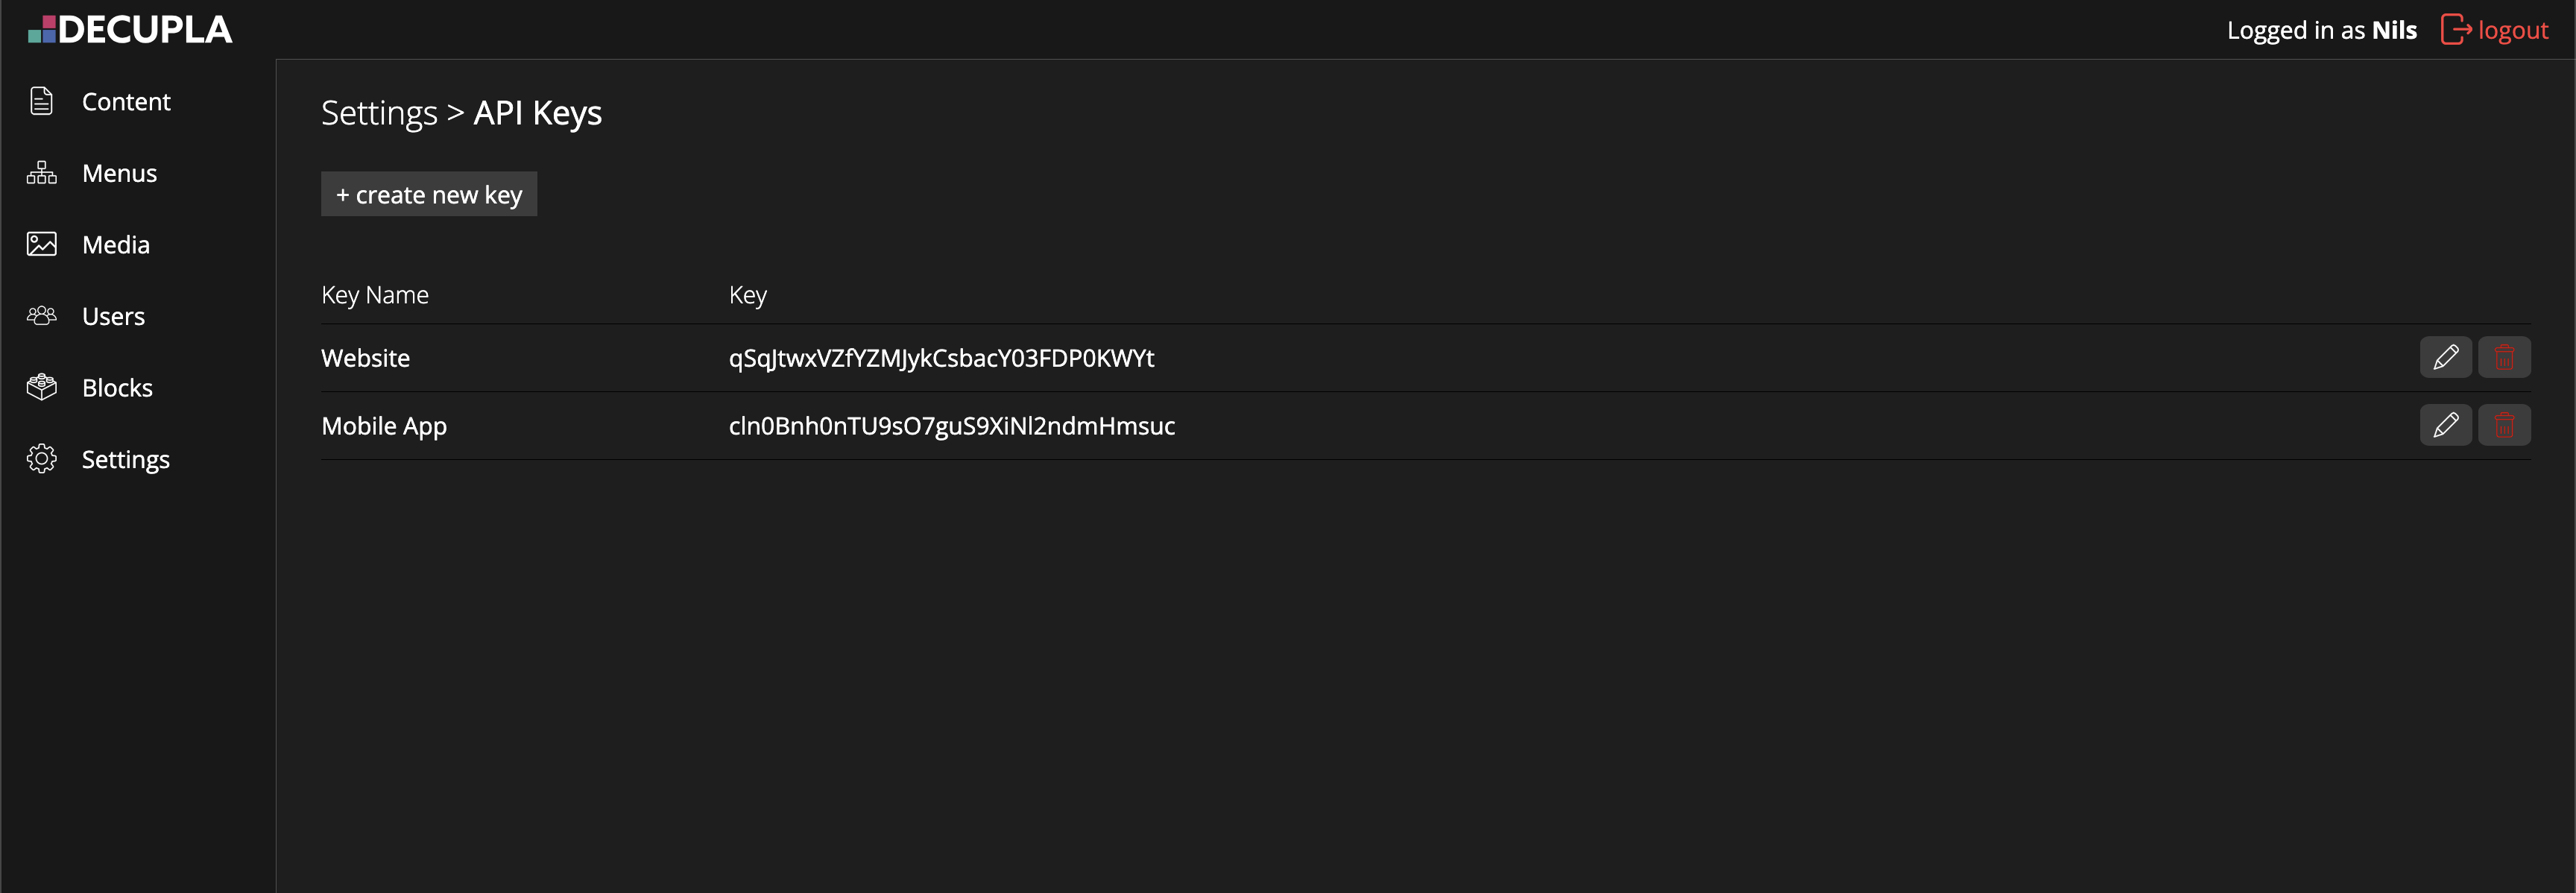 DECUPLA
Logged in as Nils logout
Content
Menus
Media
Users
Blocks
Settings
Settings > API Keys
+ create new key
Key Name Key
Website qSqJtwxVZfYZMJykCsbacY03FDP0KWYt
Mobile App cln0Bnh0nTU9sO7guS9XiNl2ndmHmsuc